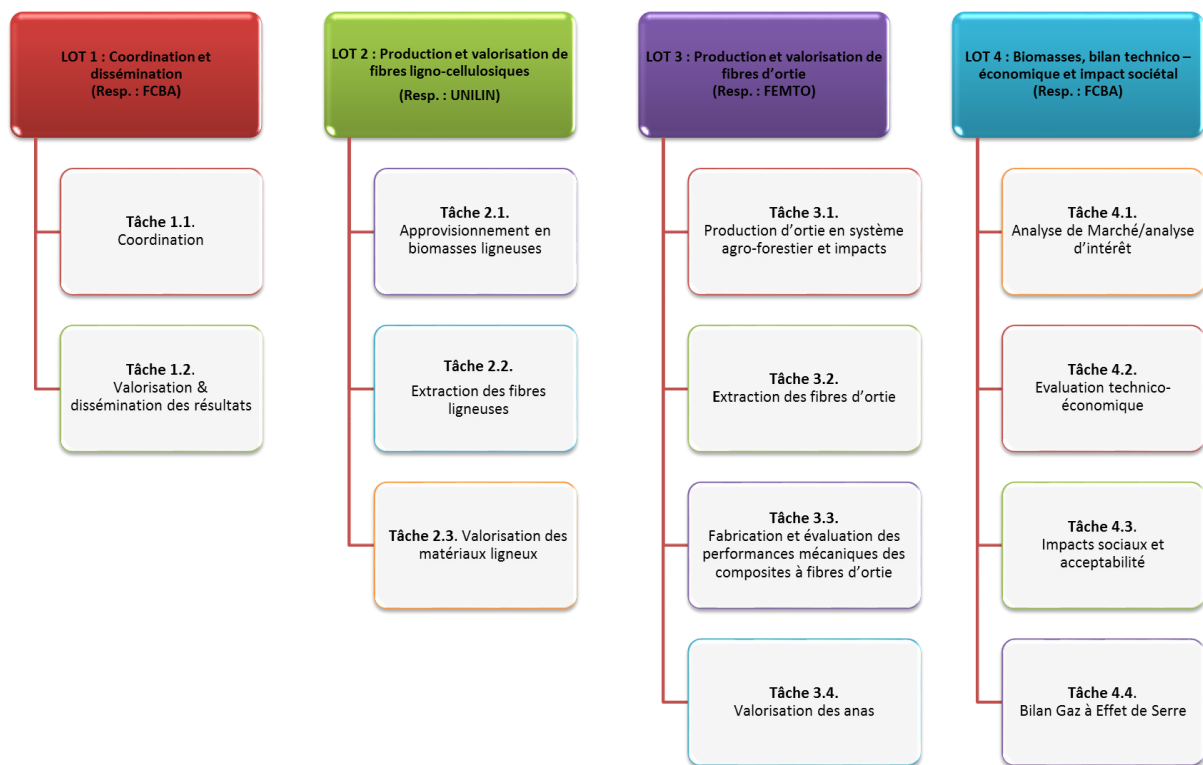 LOT 1 : Coordination et
dissémination
(Resp. : FCBA)
Tâche 1.1.
Coordination
Tâche 1.2.
Valorisation &
dissémination des résultats
LOT 2 : Production et valorisation de
fibres ligno-cellulosiques
(Resp. : UNILIN)
Tâche 2.1.
Approvisionnement en
biomasses ligneuses
Tâche 2.2.
Extraction des fibres
ligneuses
Tâche 2.3. Valorisation des
matériaux ligneux
LOT 3 : Production et valorisation de
fibres d’ortie
(Resp. : FEMTO)
Tâche 3.1.
Production d’ortie en système
agro-forestier et impacts
Tâche 3.2.
Extraction des fibres d’ortie
Tâche 3.3.
Fabrication et évaluation des
performances mécaniques des
composites à fibres d’ortie
Tâche 3.4.
Valorisation des anas
LOT 4 : Biomasses, bilan technico –
économique et impact sociétal
(Resp. : FCBA)
Tâche 4.1.
Analyse de Marché/analyse
d’intérêt
Tâche 4.2.
Evaluation technico-
économique
Tâche 4.3.
Impacts sociaux et
acceptabilité
Tâche 4.4.
Bilan Gaz à Effet de Serre